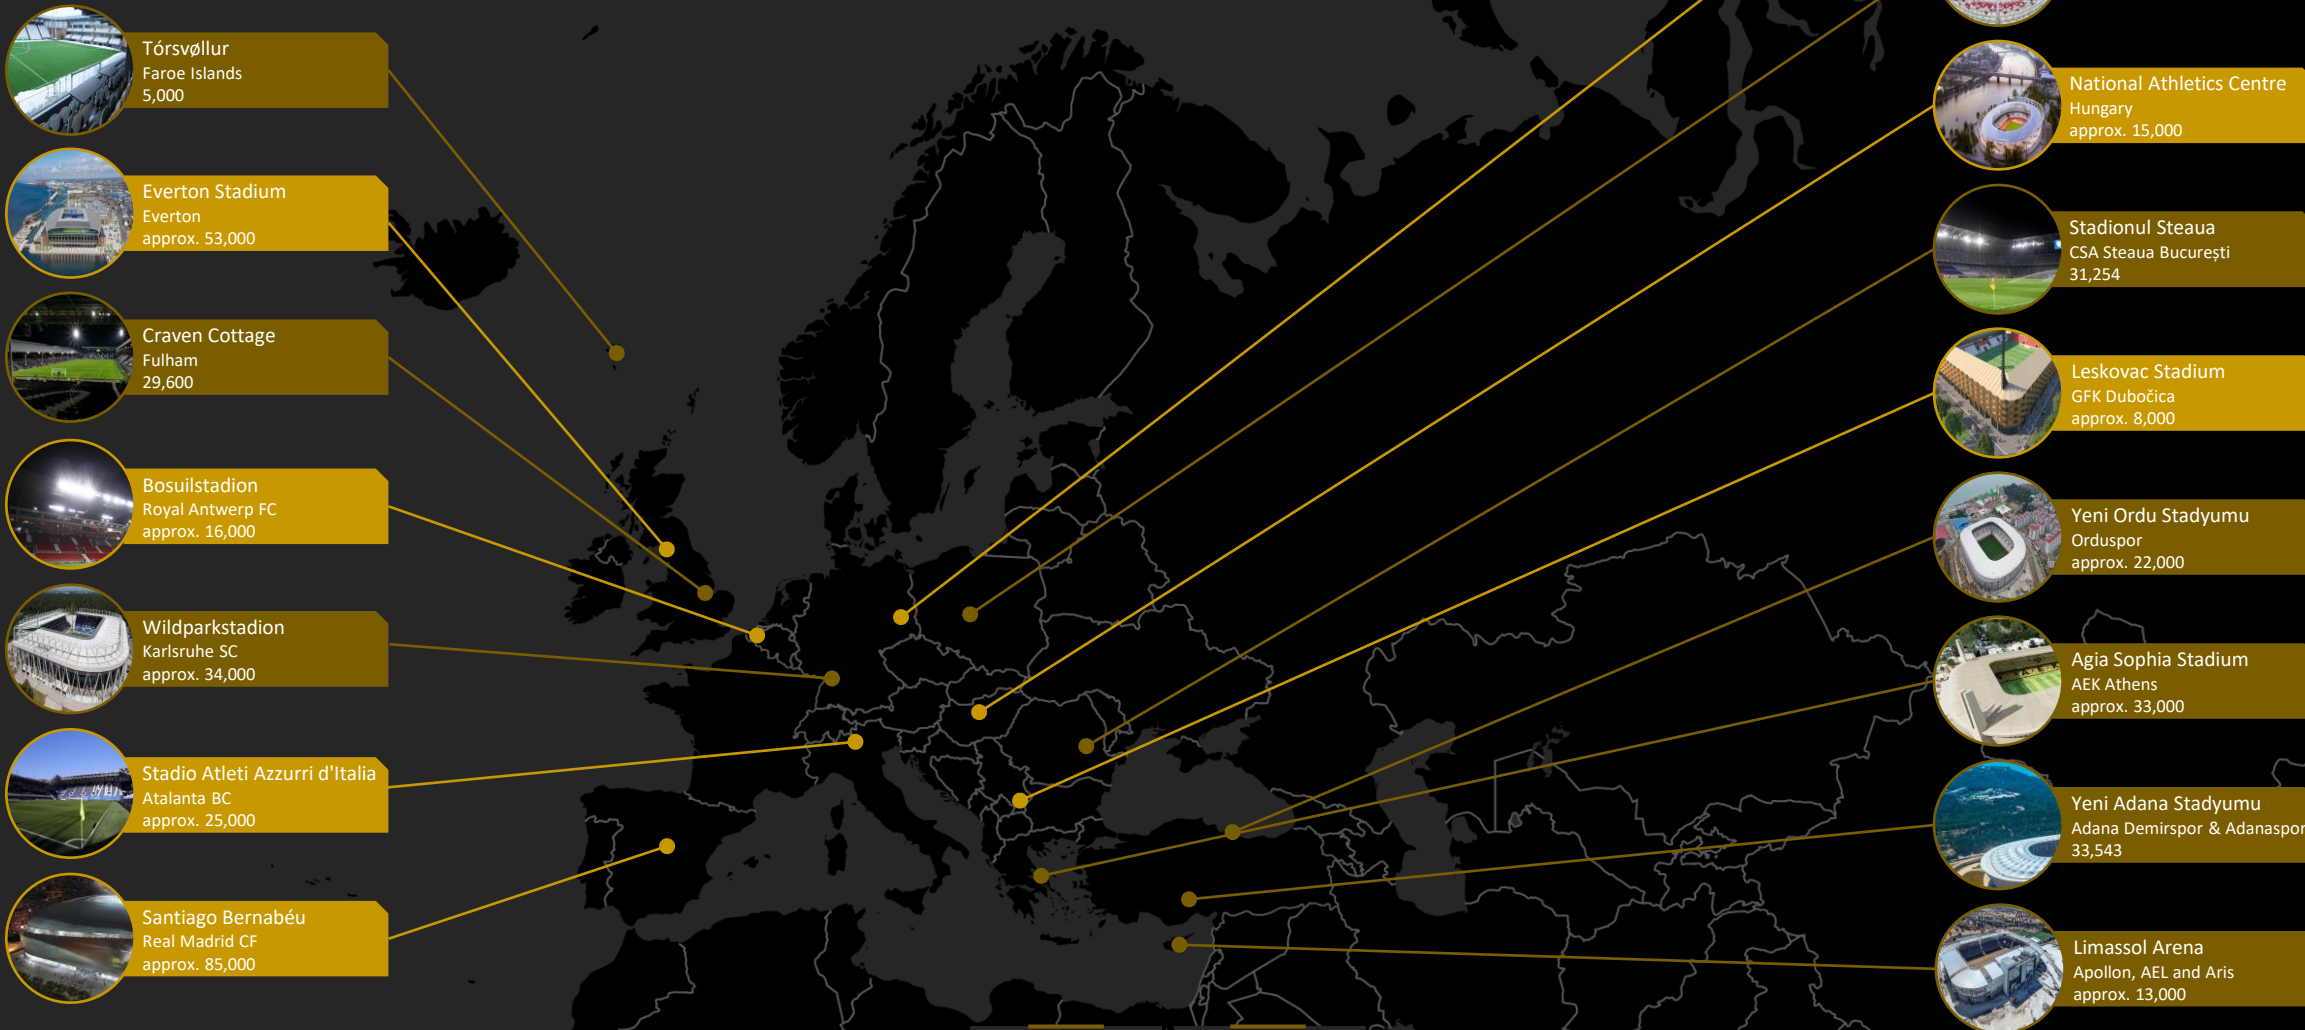 Tórsvøllur
Faroe Islands
5,000
Everton Stadium
Everton
approx. 53,000
Craven Cottage
Fulham
29,600
Bosuilstadion
Royal Antwerp FC
approx. 16,000
Wildparkstadion
Karlsruhe SC
approx. 34,000
Stadio Atleti Azzurri d'Italia
Atalanta BC
approx. 25,000
Santiago Bernabéu
Real Madrid CF
approx. 85,000
National Athletics Centre
Hungary
approx. 15,000
Stadionul Steaua
CSA Steaua București
31,254
Leskovac Stadium
GFK Dubočica
approx. 8,000
Yeni Ordu Stadyumu
Orduspor
approx. 22,000
Agia Sophia Stadium
AEK Athens
approx. 33,000
Yeni Adana Stadyumu
Adana Demirspor & Adanaspor
33,543
Limassol Arena
Apollon, AEL and Aris
approx. 13,000